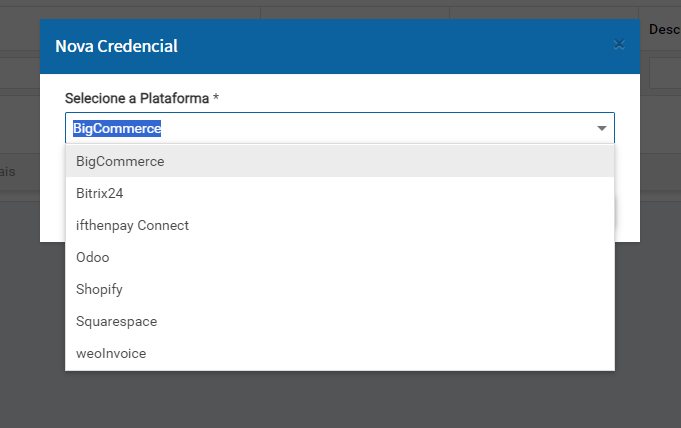 Desc
Nova Credencial
×
Selecione a Plataforma *
BigCommerce
BigCommerce
Bitrix24
ais
ifthenpay Connect
Odoo
Shopify
Squarespace
weoInvoice